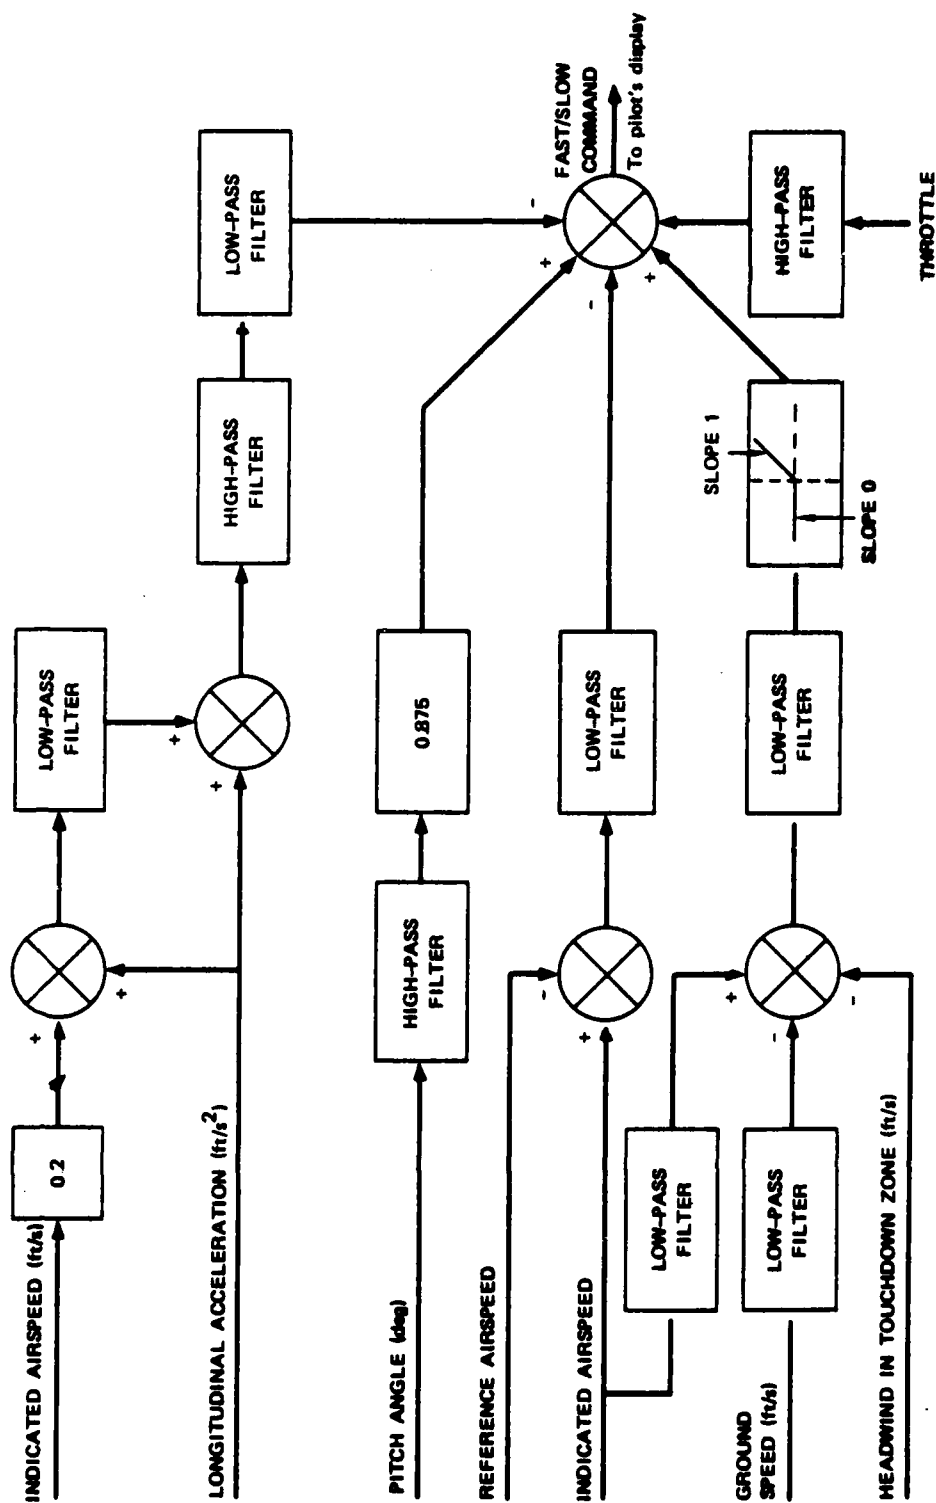 INDICATED AIRSPEED (ft/s)
0.2
+
+
LOW-PASS
FILTER
+
+
LONGITUDINAL ACCELERATION (ft/s²)
HIGH-PASS
FILTER
LOW-PASS
FILTER
-
PITCH ANGLE (deg)
HIGH-PASS
FILTER
0.875
+
REFERENCE AIRSPEED
-
INDICATED AIRSPEED
+
LOW-PASS
FILTER
-
FAST/SLOW
COMMAND
To pilot's display
LOW-PASS
FILTER
+
GROUND
SPEED (ft/s)
LOW-PASS
FILTER
-
-
LOW-PASS
FILTER
SLOPE 1
SLOPE 0
+
HIGH-PASS
FILTER
THROTTLE
HEADWIND IN TOUCHDOWN ZONE (ft/s)